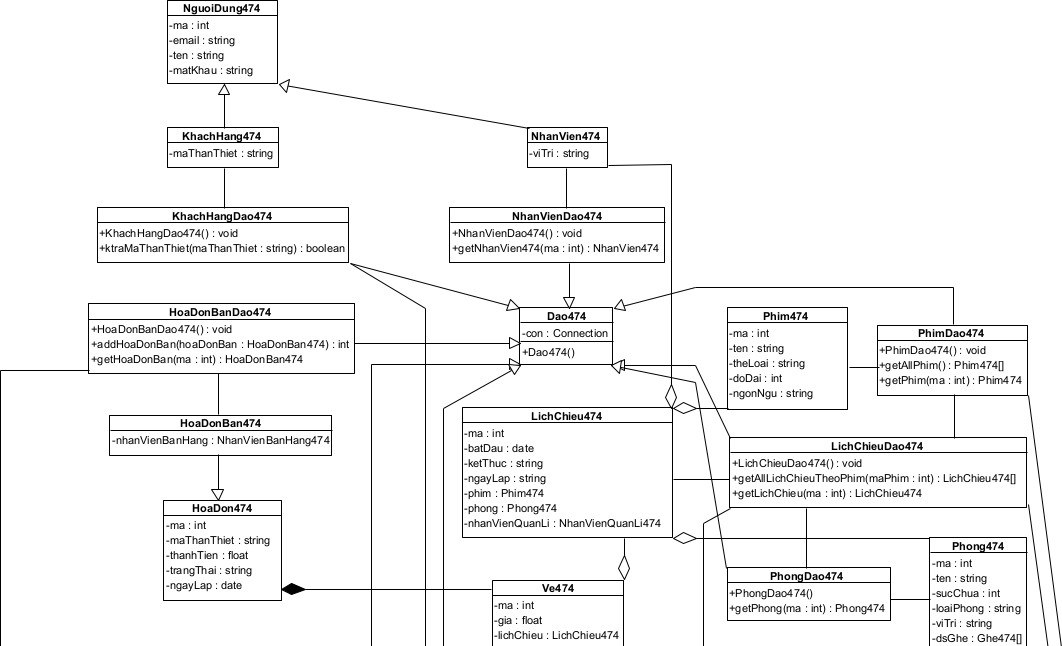 NguoiDung474
-ma : int
-email : string
-ten : string
-matKhau : string
KhachHang474
-maThanThiet : string
NhanVien474
-viTri : string
KhachHangDao474
+KhachHangDao474() : void
+ktraMaThanThiet(maThanThiet : string) : boolean
NhanVienDao474
+NhanVienDao474() : void
+getNhanVien474(ma : int) : NhanVien474
HoaDonBanDao474
+HoaDonBanDao474() : void
+addHoaDonBan(hoaDonBan : HoaDonBan474) : int
+getHoaDonBan(ma : int) : HoaDonBan474
Dao474
-con : Connection
+Dao474()
Phim474
-ma : int
-ten : string
-theLoai : string
-doDai : int
-ngonNgu : string
PhimDao474
+PhimDao474() : void
+getAllPhim() : Phim474[]
+getPhim(ma : int) : Phim474
HoaDonBan474
-nhanVienBanHang : NhanVienBanHang474
LichChieu474
-ma : int
-batDau : date
-ketThuc : string
-ngayLap : string
-phim : Phim474
-phong : Phong474
-nhanVienQuanLi : NhanVienQuanLi474
LichChieuDao474
+LichChieuDao474() : void
+getAllLichChieuTheoPhim(maPhim : int) : LichChieu474[]
+getLichChieu(ma : int) : LichChieu474
HoaDon474
-ma : int
-maThanThiet : string
-thanhTien : float
-trangThai : string
-ngayLap : date
Ve474
-ma : int
-gia : float
-lichChieu : LichChieu474
PhongDao474
+PhongDao474()
+getPhong(ma : int) : Phong474
Phong474
-ma : int
-ten : string
-sucChua : int
-loaiPhong : string
-viTri : string
-dsGhe : Ghe474[]